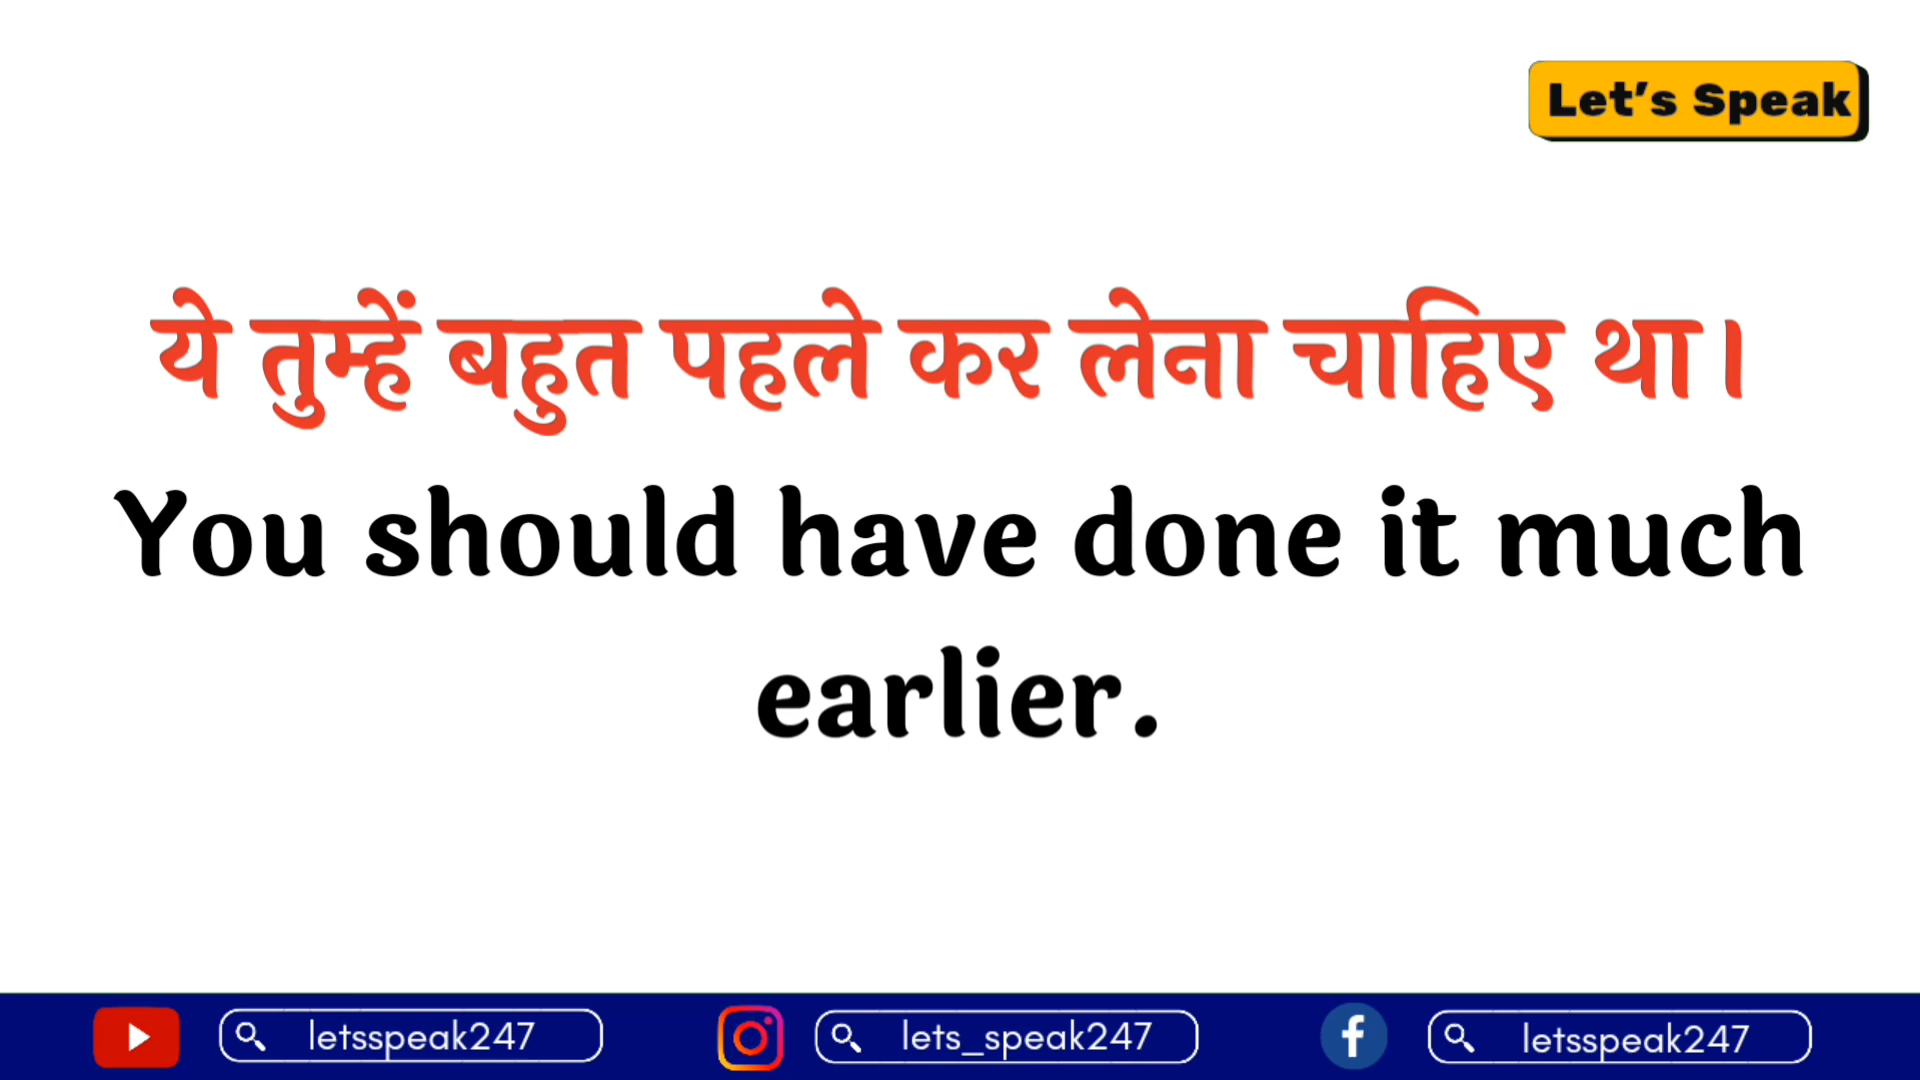 Let's Speak
ये तुम्हें बहुत पहले कर लेना चाहिए था।
You should have done it much
earlier.
letsspeak247
lets_speak247
letsspeak247